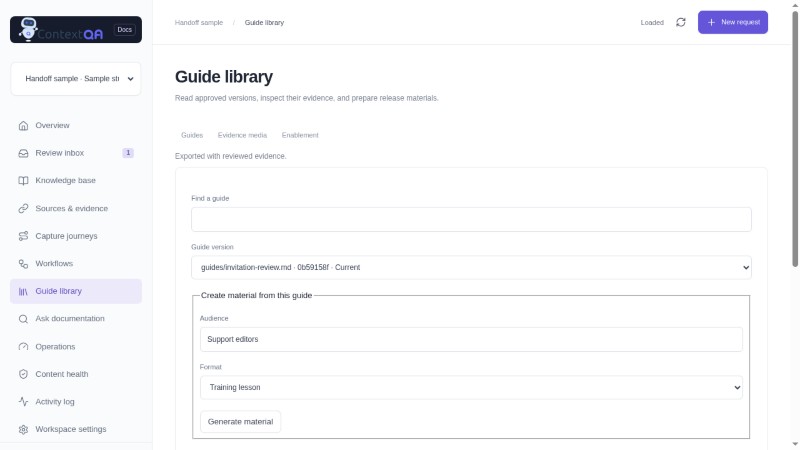 ContextQA
Docs
Handoff sample / Guide library
Loaded
New request
Handoff sample · Sample st
Overview
Review inbox 1
Knowledge base
Sources & evidence
Capture journeys
Workflows
Guide library
Ask documentation
Operations
Content health
Activity log
Workspace settings
Guide library
Read approved versions, inspect their evidence, and prepare release materials.
Guides Evidence media Enablement
Exported with reviewed evidence.
Find a guide
Guide version
guides/invitation-review.md · 0b59158f · Current
Create material from this guide
Audience
Support editors
Format
Training lesson
Generate material